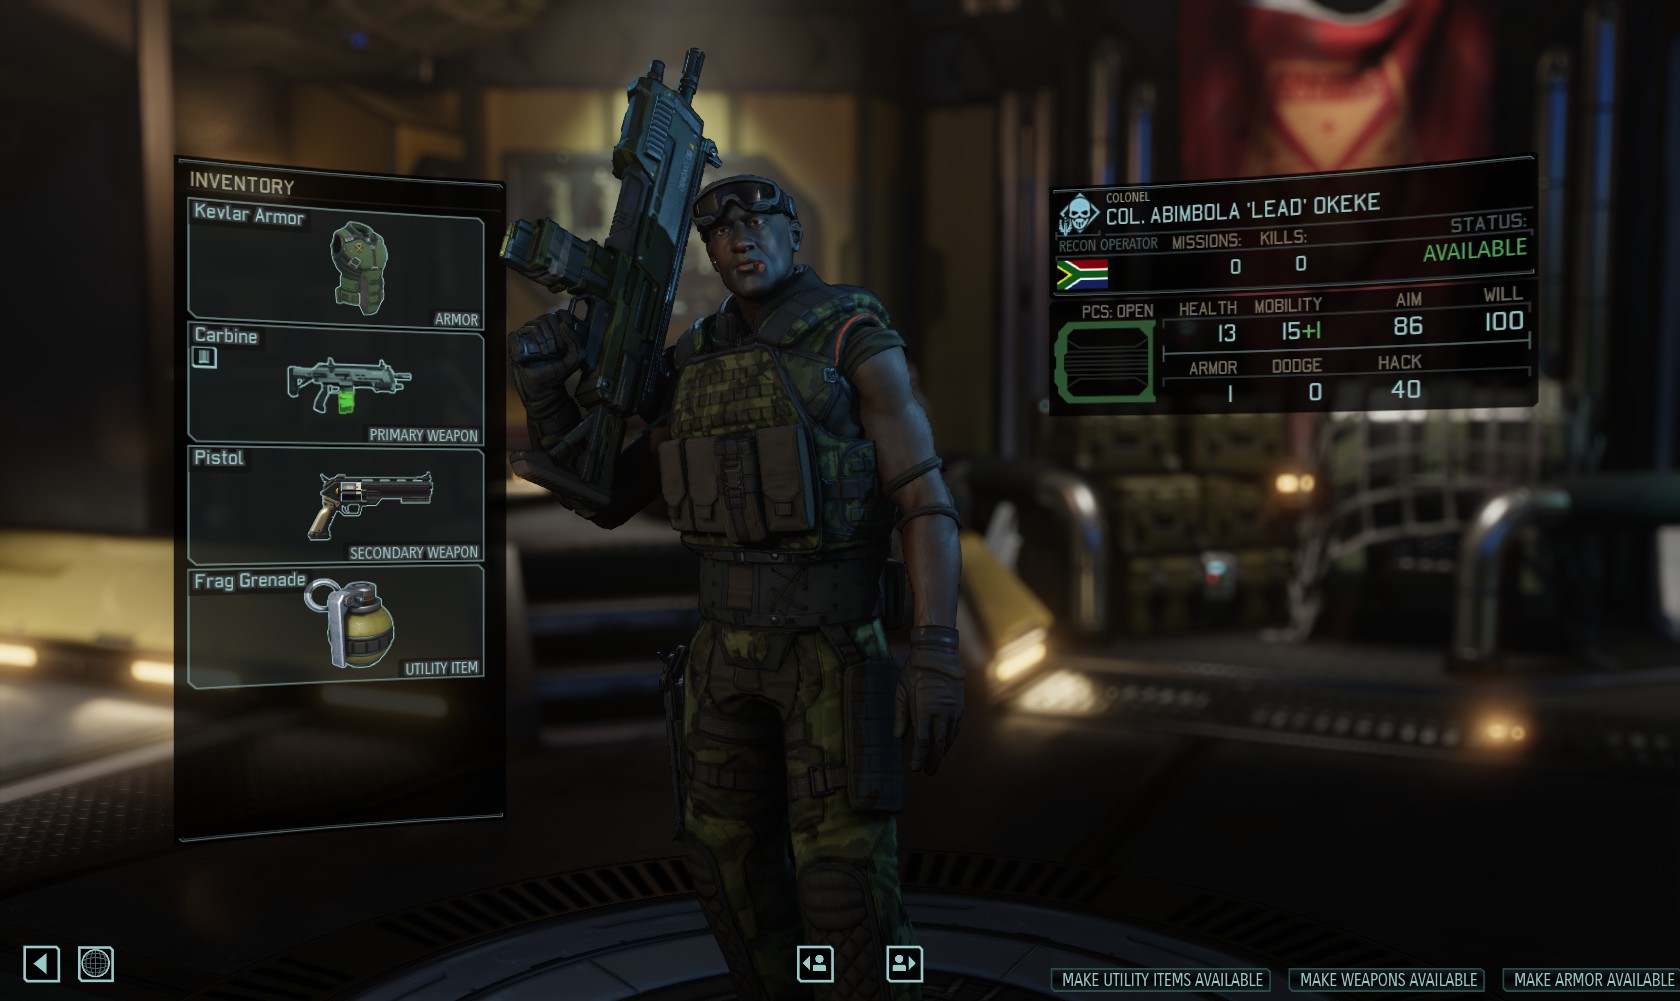 INVENTORY
Kevlar Armor
ARMOR
Carbine
PRIMARY WEAPON
Pistol
SECONDARY WEAPON
Frag Grenade
UTILITY ITEM
COLONEL
COL. ABIMBOLA 'LEAD' OKEKE
RECON OPERATOR MISSIONS: KILLS: STATUS:
0 0 AVAILABLE
PCS: OPEN HEALTH MOBILITY AIM WILL
13 15+1 86 100
ARMOR DODGE HACK
1 0 40
MAKE UTILITY ITEMS AVAILABLE MAKE WEAPONS AVAILABLE MAKE ARMOR AVAILABLE